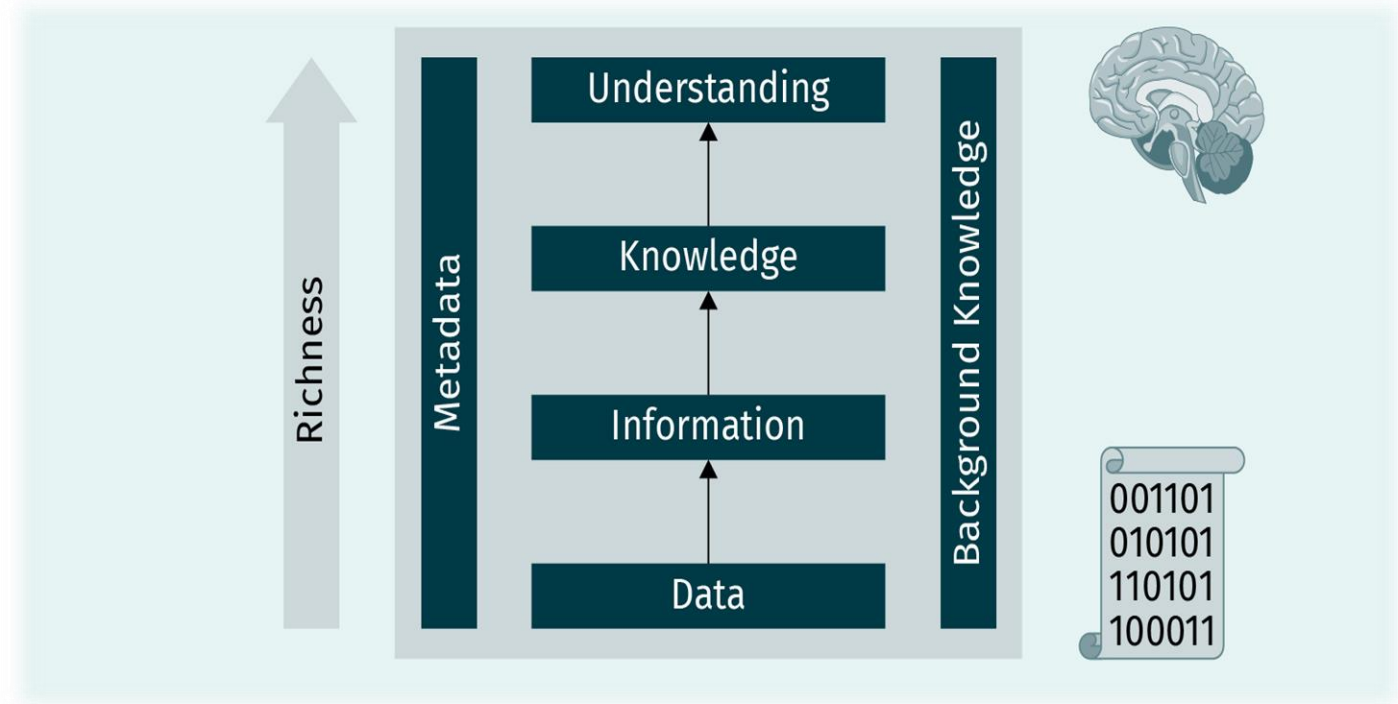 Richness
Metadata
Understanding
Knowledge
Information
Data
Background Knowledge
001101
010101
110101
100011